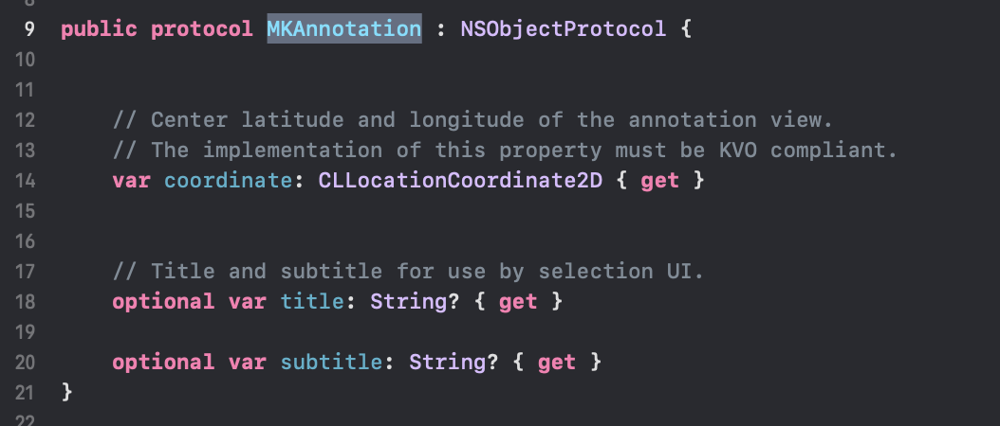 8
9 public protocol MKAnnotation : NSObjectProtocol {
10
11
12 // Center latitude and longitude of the annotation view.
13 // The implementation of this property must be KVO compliant.
14 var coordinate: CLLocationCoordinate2D { get }
15
16
17 // Title and subtitle for use by selection UI.
18 optional var title: String? { get }
19
20 optional var subtitle: String? { get }
21 }
22